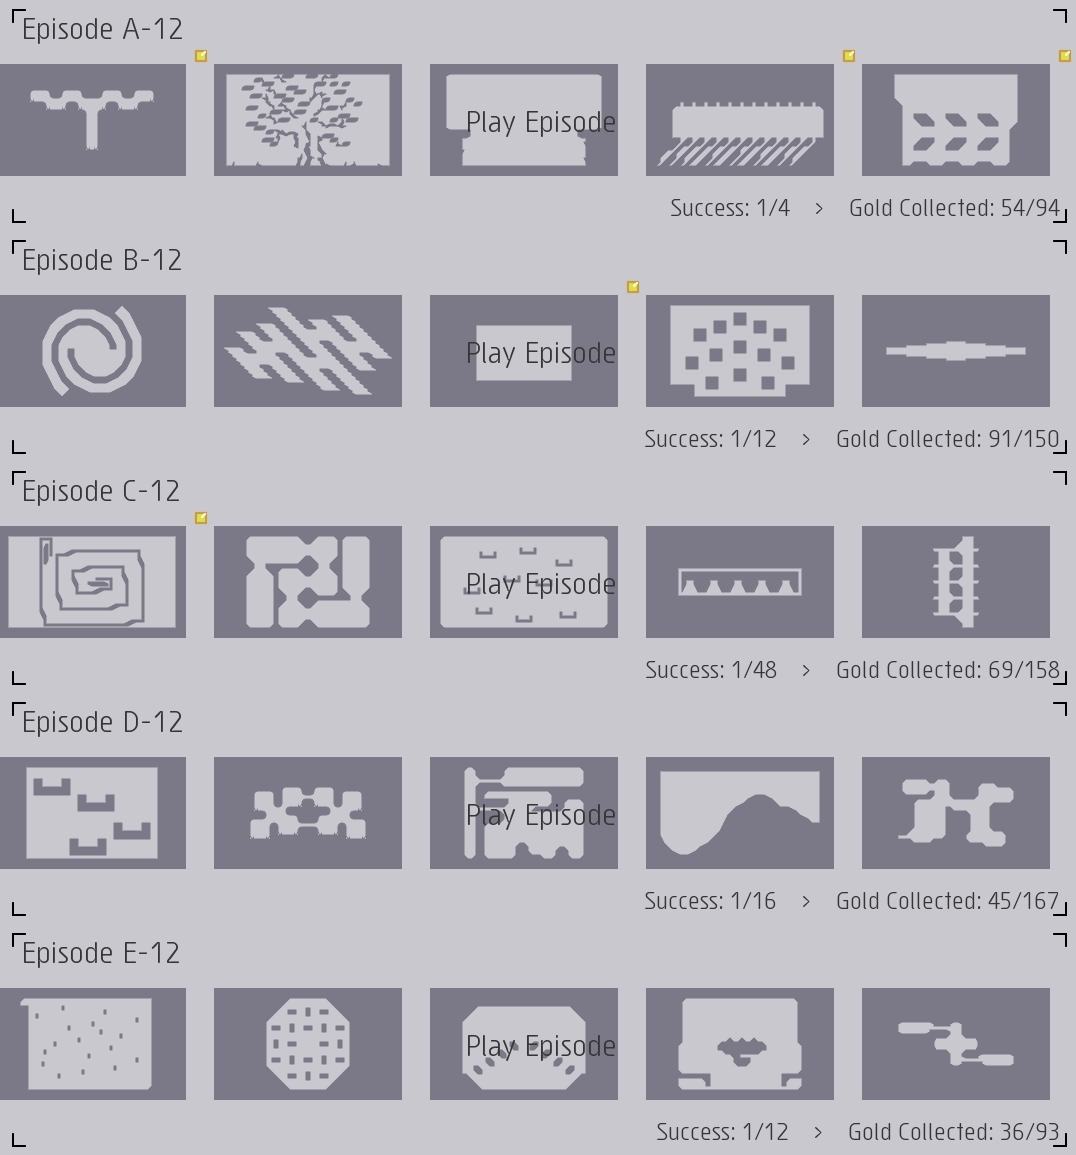 Episode A-12
Play Episode
Success: 1/4 > Gold Collected: 54/94
Episode B-12
Play Episode
Success: 1/12 > Gold Collected: 91/150
Episode C-12
Play Episode
Success: 1/48 > Gold Collected: 69/158
Episode D-12
Play Episode
Success: 1/16 > Gold Collected: 45/167
Episode E-12
Play Episode
Success: 1/12 > Gold Collected: 36/93